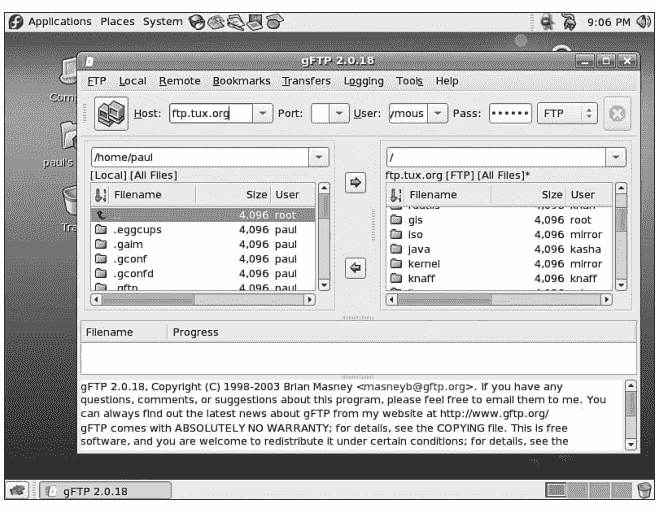 Applications Places System 9:06 PM
gFTP 2.0.18
FTP Local Remote Bookmarks Transfers Logging Tools Help
Host: ftp.tux.org Port: User: ymous Pass: •••••• FTP
/home/paul
[Local] [All Files]
Filename Size User
.. 4,096 root
.eggcups 4,096 paul
.gaim 4,096 paul
.gconf 4,096 paul
.gconfd 4,096 paul
.gftp 4,096 paul
/
ftp.tux.org [FTP] [All Files]*
Filename Size User
gis 4,096 root
iso 4,096 mirror
java 4,096 kasha
kernel 4,096 mirror
knaff 4,096 knaff
Com
paul's
Tra
Filename Progress
gFTP 2.0.18, Copyright (C) 1998-2003 Brian Masney <masneyb@gftp.org>. If you have any
questions, comments, or suggestions about this program, please feel free to email them to me. You
can always find out the latest news about gFTP from my website at http://www.gftp.org/
gFTP comes with ABSOLUTELY NO WARRANTY; for details, see the COPYING file. This is free
software, and you are welcome to redistribute it under certain conditions; for details, see the
gFTP 2.0.18